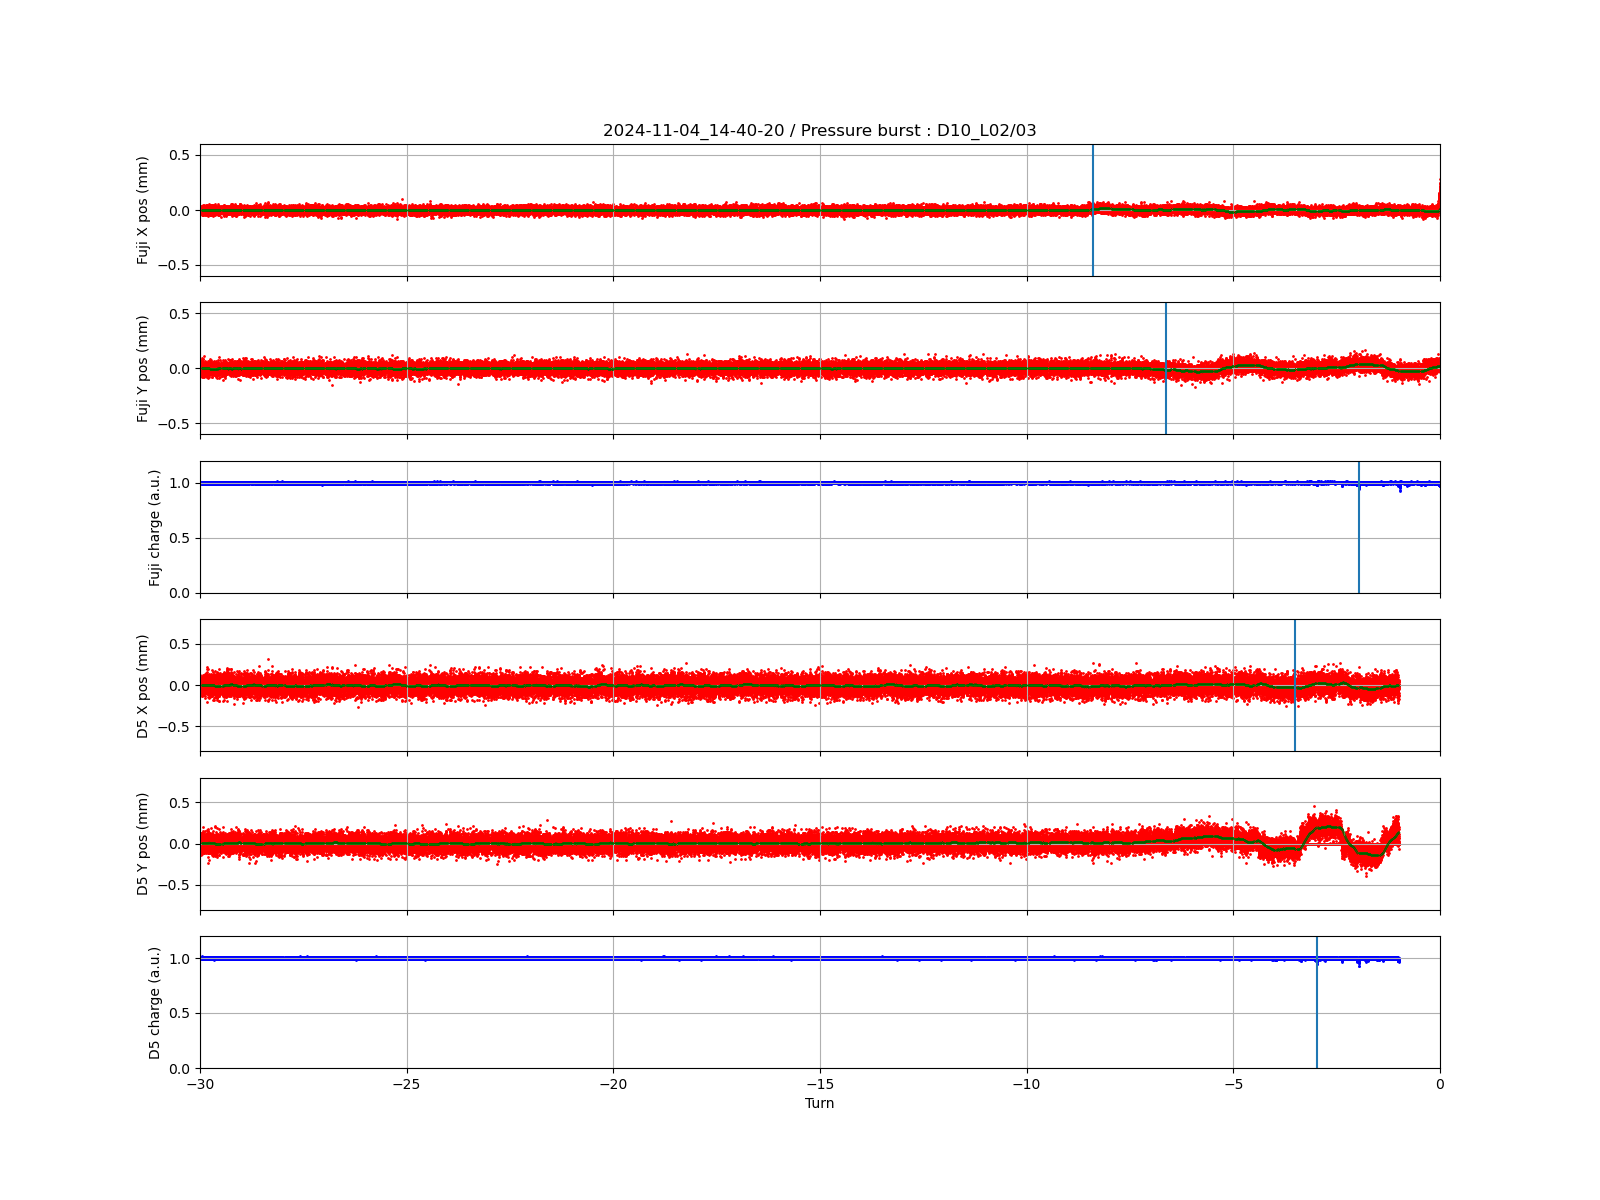 2024-11-04_14-40-20 / Pressure burst : D10_L02/03
Fuji X pos (mm)
0.5
0.0
−0.5
Fuji Y pos (mm)
0.5
0.0
−0.5
Fuji charge (a.u.)
1.0
0.5
0.0
D5 X pos (mm)
0.5
0.0
−0.5
D5 Y pos (mm)
0.5
0.0
−0.5
D5 charge (a.u.)
1.0
0.5
0.0
−30 −25 −20 −15 −10 −5 0
Turn